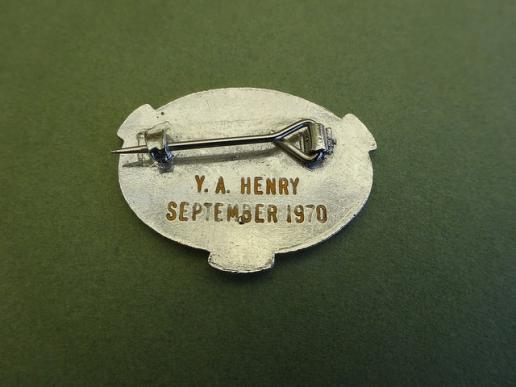 Y. A. HENRY
SEPTEMBER 1970